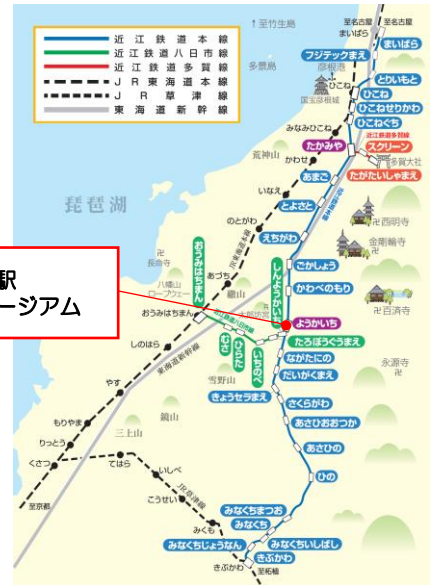 近江鉄道本線
近江鉄道八日市線
近江鉄道多賀線
JR東海道本線
JR草津線
東海道新幹線
至竹生島
多景島
至名古屋
まいばら
至名古屋
まいばら
フジテックまえ
彦根港
ひこね
国宝彦根城
とりいもと
ひこね
ひこねせりかわ
ひこねぐち
みなみひこね
たかみや
近江鉄道多賀線
スクリーン
多賀大社
たがたいしゃまえ
荒神山
かわせ
あまご
いなえ
とよさと
西明寺
琵琶湖
のとがわ
えちがわ
金剛輪寺
長命寺
おうみはちまん
あづち
繖山
ごかしょう
しんようかいち
かわべのもり
百済寺
八幡山
ロープウェー
駅
ージアム
おうみはちまん
近江鉄道八日市線
太郎坊宮
ようかいち
たろぼうぐうまえ
むさ
ひらた
いちのべ
しのはら
東海道新幹線
ながたにの
だいがくまえ
永源寺
雪野山
きょうセラまえ
やす
さくらがわ
鏡山
あさひおおつか
もりやま
三上山
あさひの
りっとう
くさつ
てはら
ひの
いしべ
至京都
こうせい
JR草津線
みなくちまつお
みくも
みなくち
みなくちじょうなん
みなくちいしばし
きぶかわ
きぶかわ
至柘植